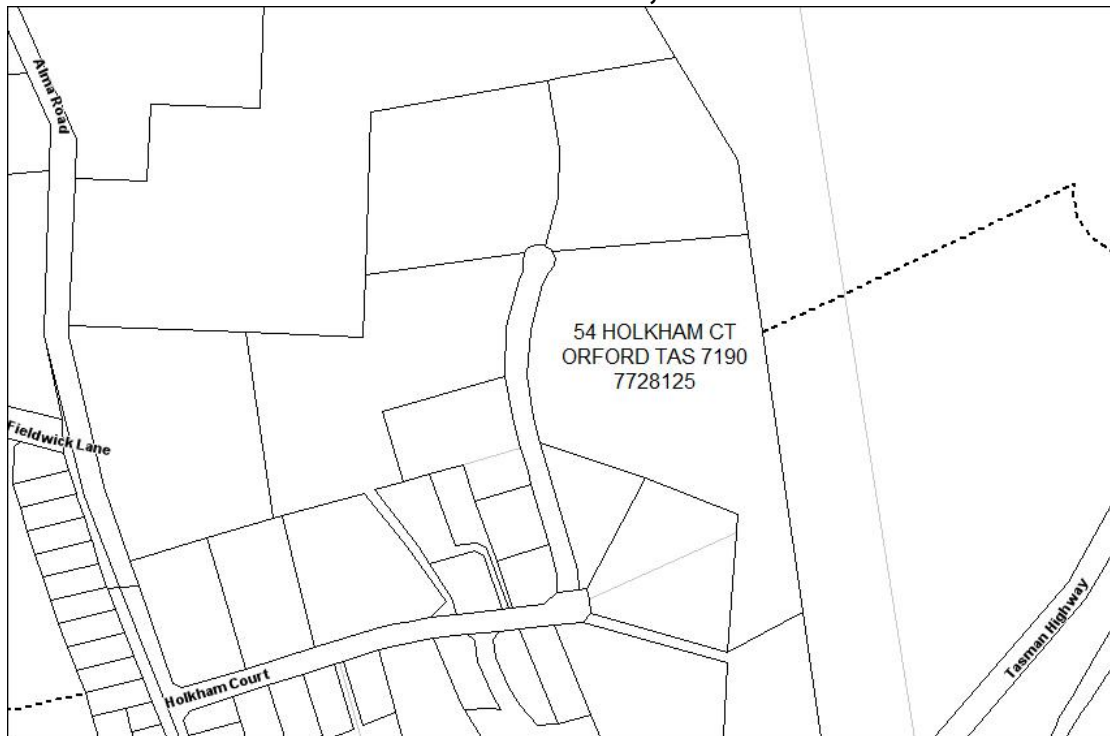 Alma Road
54 HOLKHAM CT
ORFORD TAS 7190
7728125
Fieldwick Lane
Holkham Court
Tasman Highway